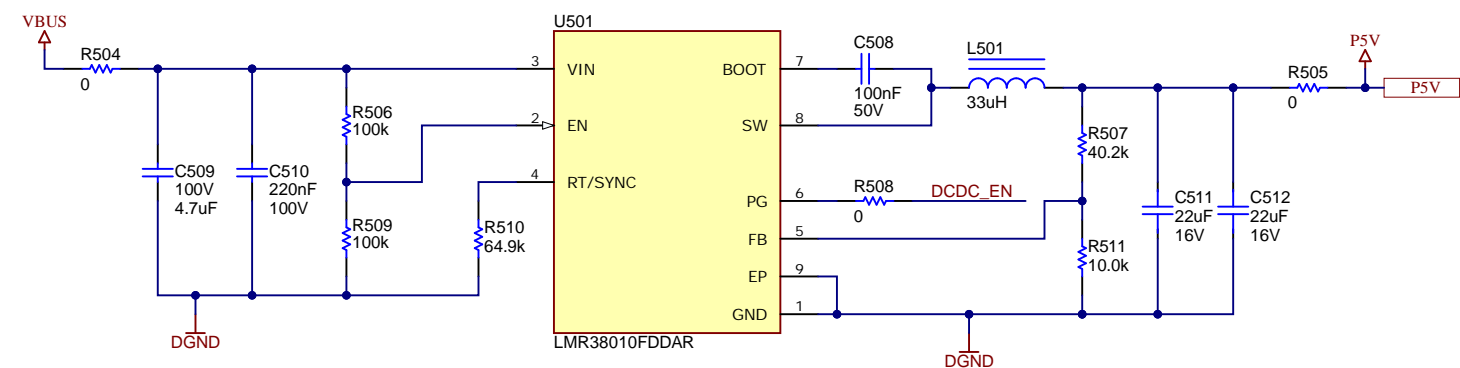 VBUS
R504
0
C509
100V
4.7uF
C510
220nF
100V
R506
100k
R509
100k
R510
64.9k
DGND
U501
3
VIN
2
EN
4
RT/SYNC
BOOT
7
SW
8
PG
6
FB
5
EP
9
GND
1
LMR38010FDDAR
C508
100nF
50V
L501
33uH
R508
0
DCDC_EN
R507
40.2k
R511
10.0k
C511
22uF
16V
C512
22uF
16V
R505
0
P5V
P5V
DGND